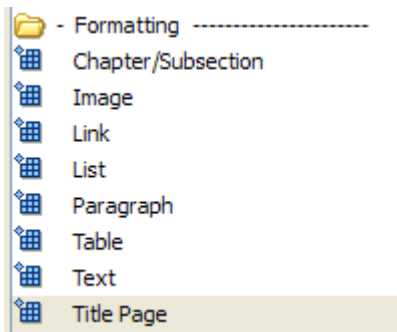 - Formatting ----------------------
Chapter/Subsection
Image
Link
List
Paragraph
Table
Text
Title Page